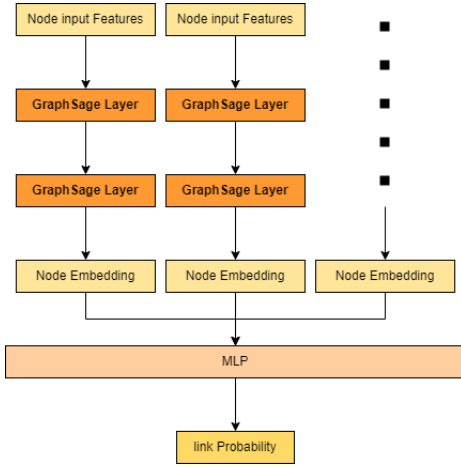 Node input Features
Node input Features
GraphSage Layer
GraphSage Layer
GraphSage Layer
GraphSage Layer
Node Embedding
Node Embedding
Node Embedding
MLP
link Probability